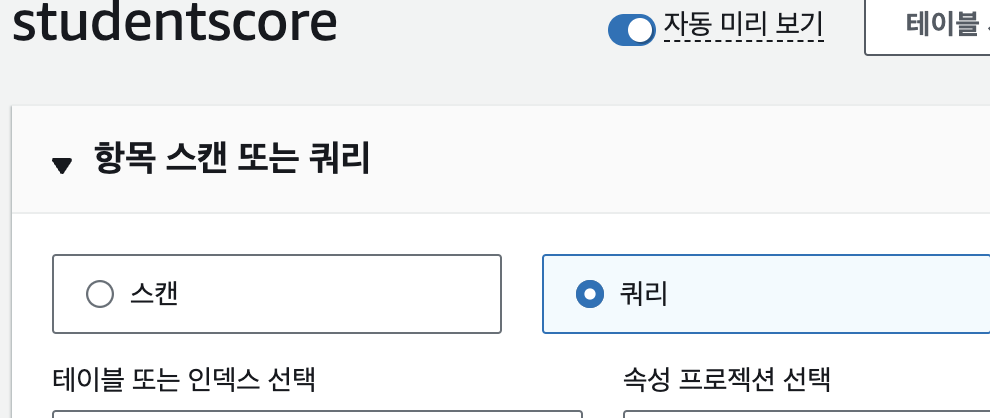 studentscore
자동 미리 보기
테이블
항목 스캔 또는 쿼리
스캔
쿼리
테이블 또는 인덱스 선택
속성 프로젝션 선택